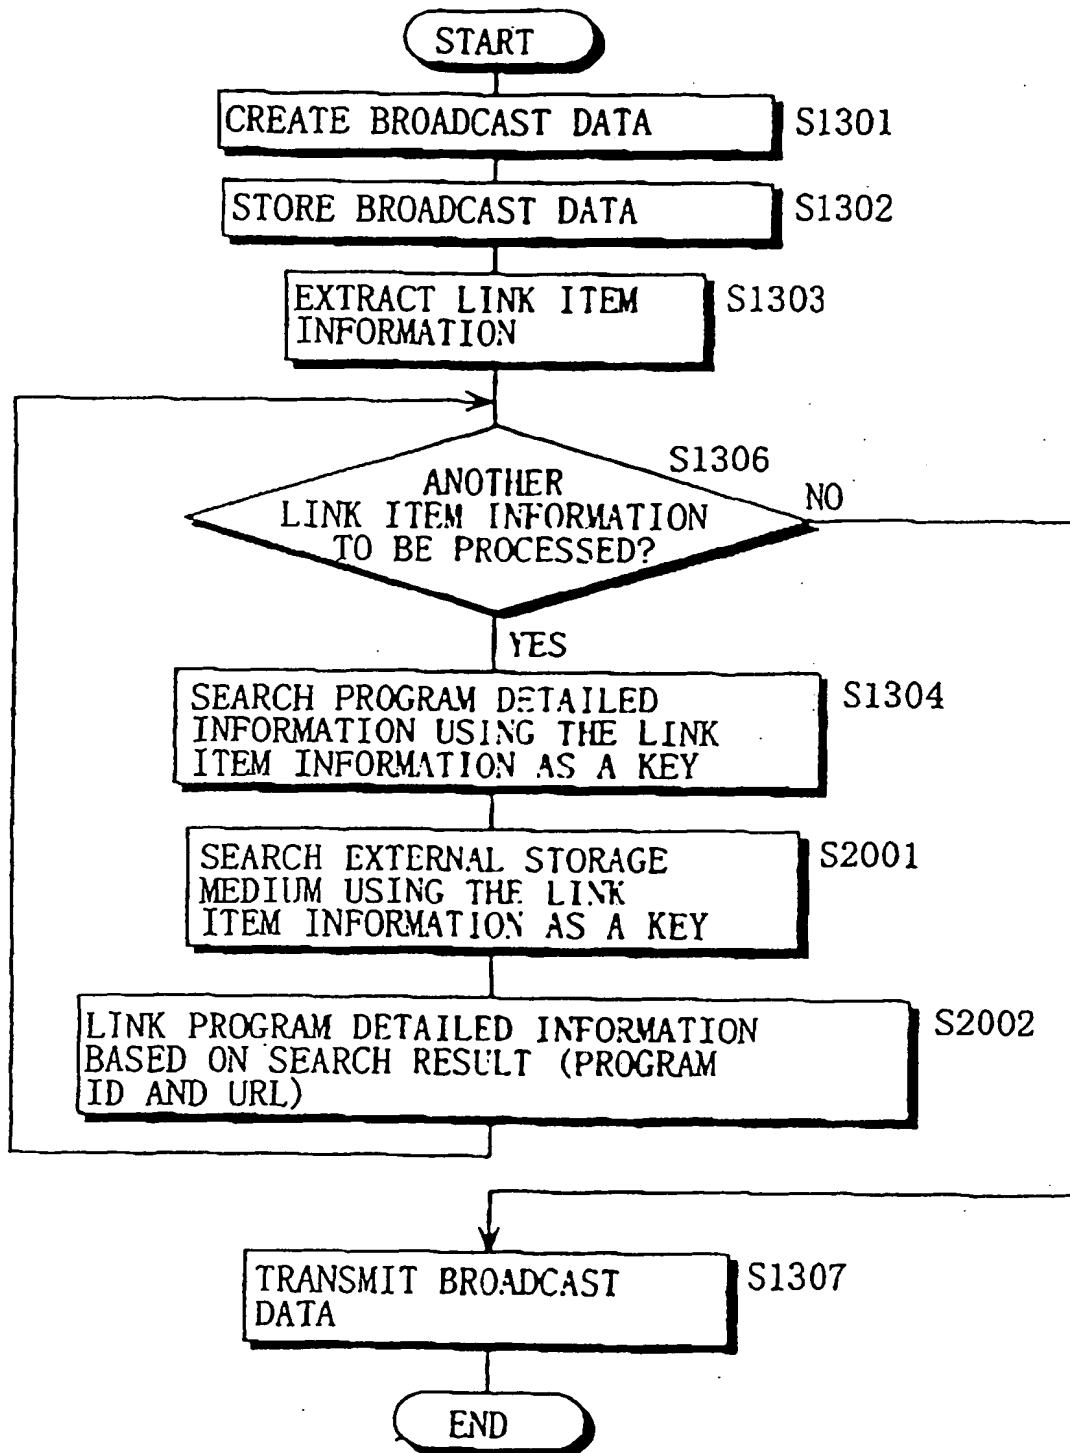 START
CREATE BROADCAST DATA
S1301
STORE BROADCAST DATA
S1302
EXTRACT LINK ITEM
INFORMATION
S1303
S1306
ANOTHER
LINK ITEM INFORMATION
TO BE PROCESSED?
NO
YES
SEARCH PROGRAM DETAILED
INFORMATION USING THE LINK
ITEM INFORMATION AS A KEY
S1304
SEARCH EXTERNAL STORAGE
MEDIUM USING THE LINK
ITEM INFORMATION AS A KEY
S2001
LINK PROGRAM DETAILED INFORMATION
BASED ON SEARCH RESULT (PROGRAM
ID AND URL)
S2002
TRANSMIT BROADCAST
DATA
S1307
END